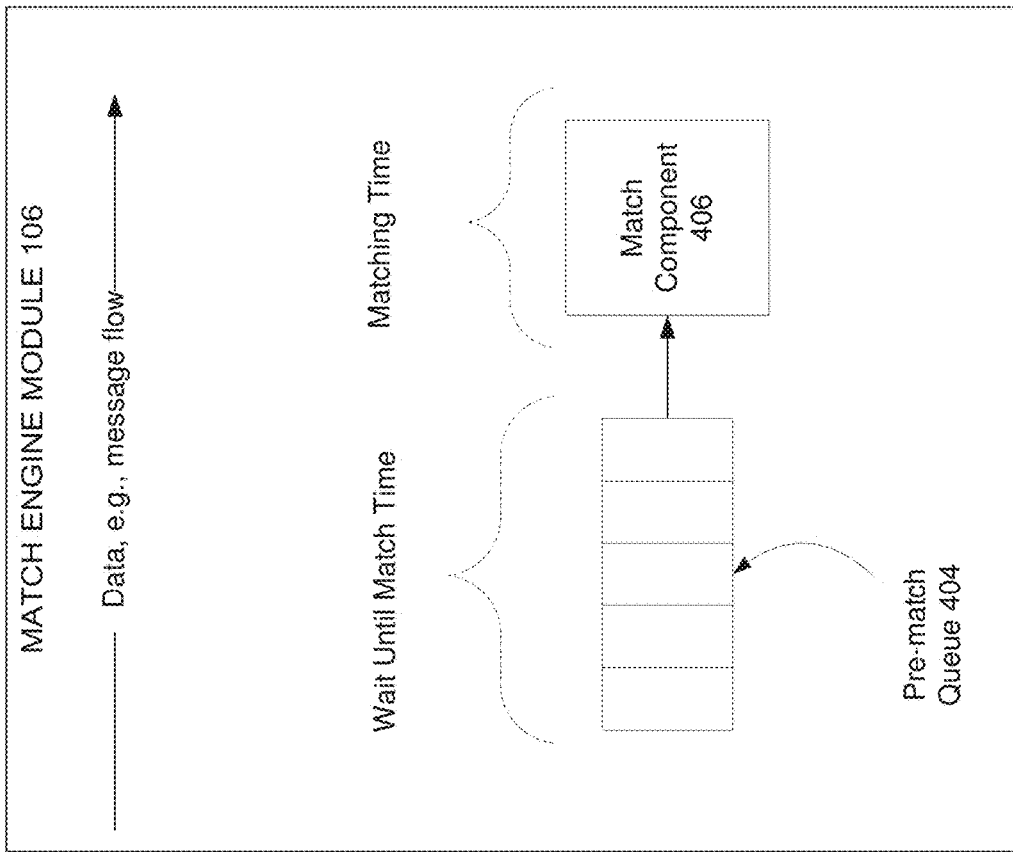 MATCH ENGINE MODULE 106
Data, e.g., message flow
Wait Until Match Time
Matching Time
Match
Component
406
Pre-match
Queue 404